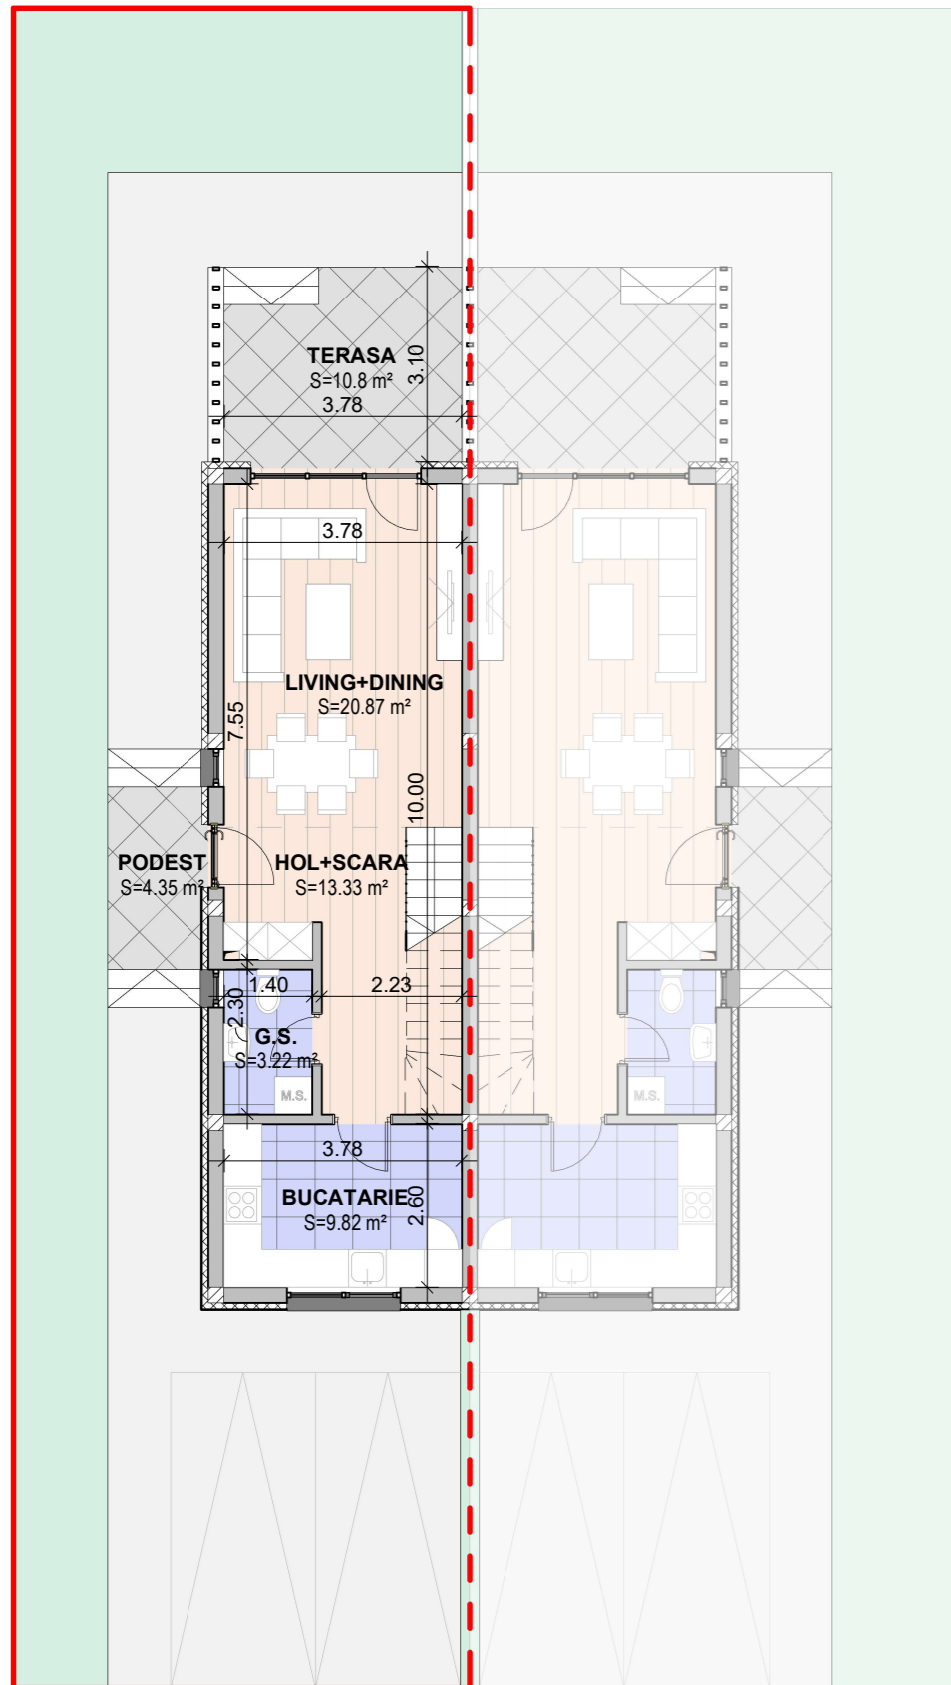 TERASA
S=10.8 m²
3.10
3.78
3.78
LIVING+DINING
S=20.87 m²
7.55
10.00
PODEST
S=4.35 m²
HOL+SCARA
S=13.33 m²
1.40
2.23
2.30
G.S.
S=3.22 m²
M.S.
M.S.
3.78
BUCATARIE
S=9.82 m²
2.60